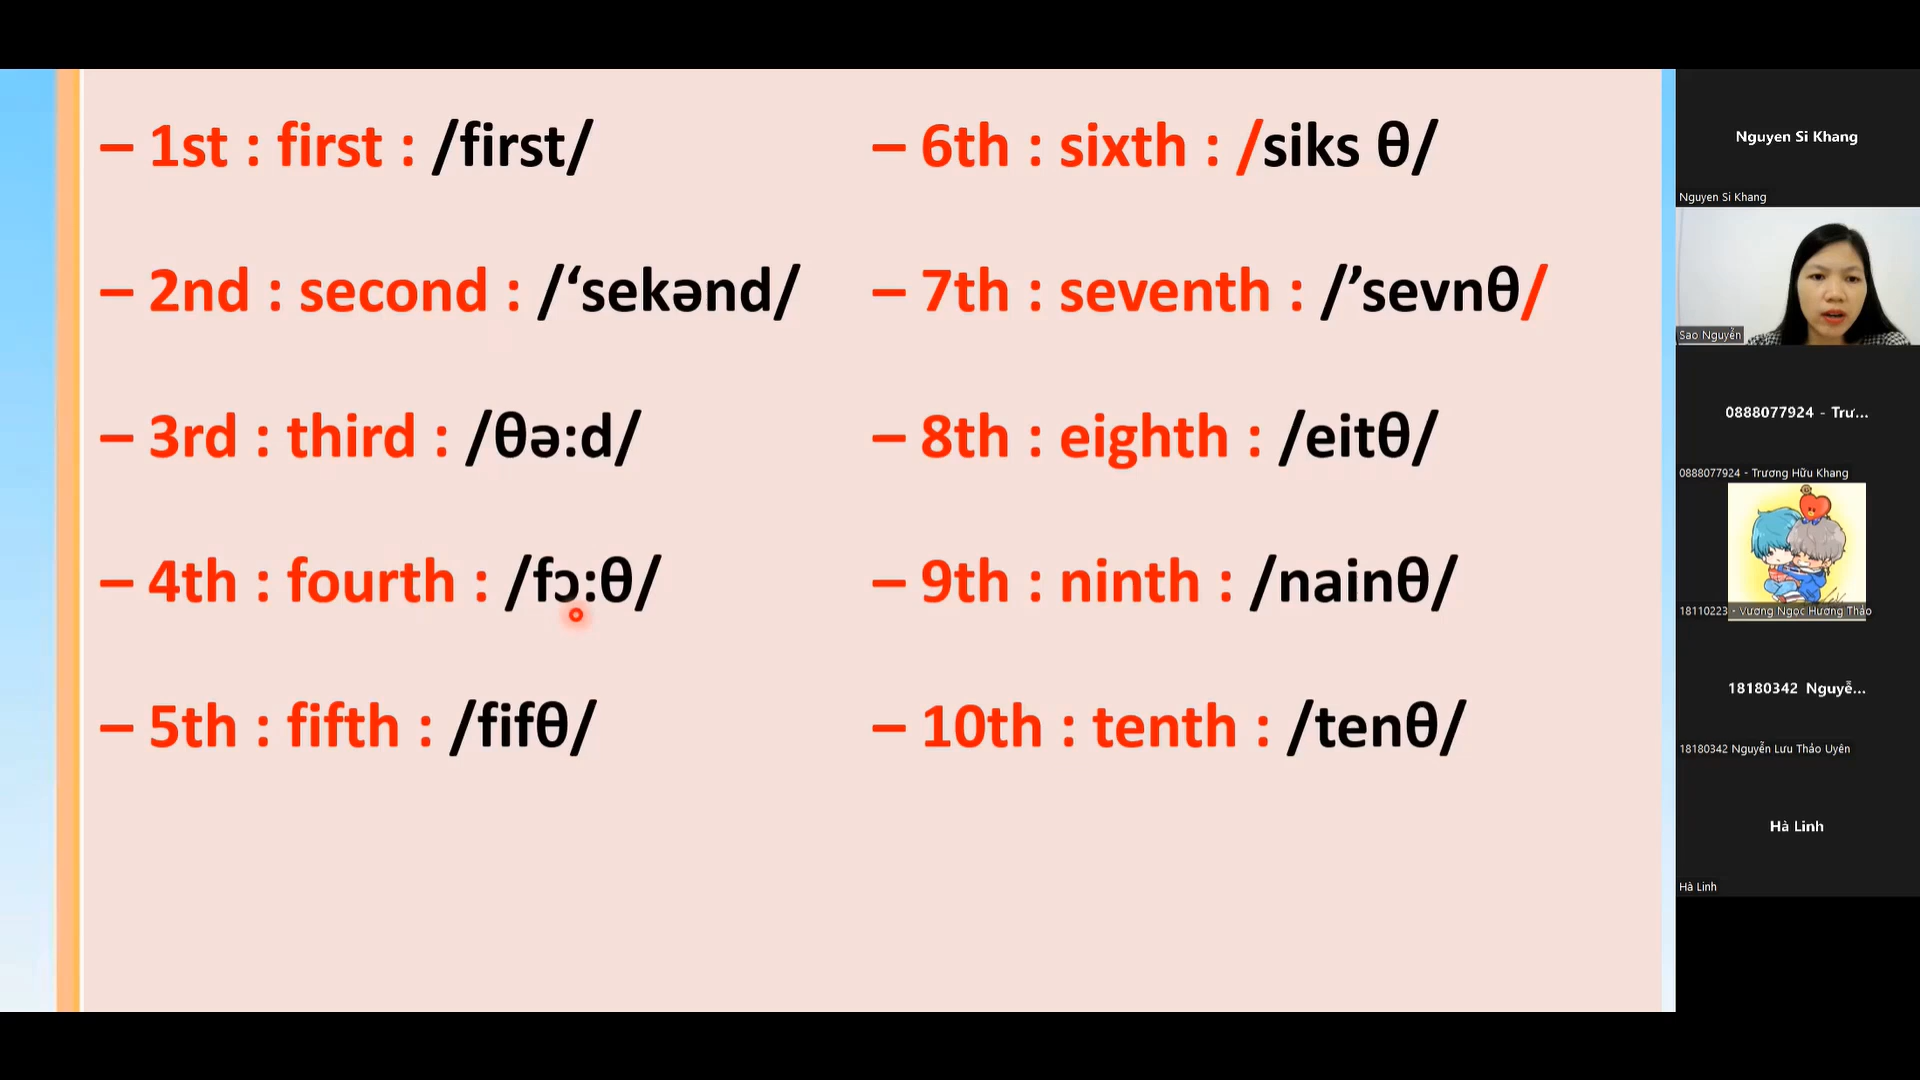 – 1st : first : /first/
– 2nd : second : /‘sekənd/
– 3rd : third : /θə:d/
– 4th : fourth : /fɔ:θ/
– 5th : fifth : /fifθ/
– 6th : sixth : /siks θ/
– 7th : seventh : /’sevnθ/
– 8th : eighth : /eitθ/
– 9th : ninth : /nainθ/
– 10th : tenth : /tenθ/
Nguyen Si Khang
Nguyen Si Khang
Sao Nguyễn
0888077924 - Trư...
0888077924 - Trương Hữu Khang
18110223 - Vương Ngọc Hương Thảo
18180342 Nguyễ...
18180342 Nguyễn Lưu Thảo Uyên
Hà Linh
Hà Linh